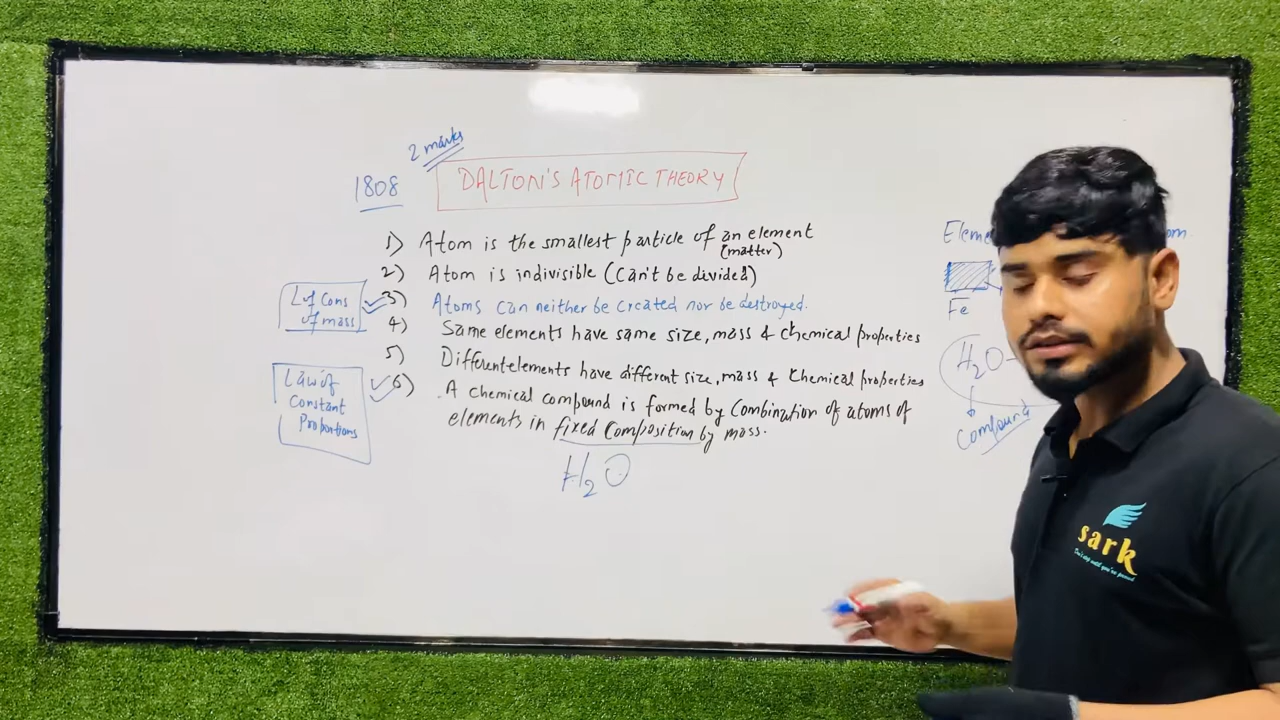 2 marks
1808
DALTON'S ATOMIC THEORY
1) Atom is the smallest particle of an element
(matter)
2) Atom is indivisible (Can't be divided)
3) Atoms can neither be created nor be destroyed.
4) Same elements have same size, mass & chemical properties
5) Different elements have different size, mass & chemical properties
6) A chemical compound is formed by combination of atoms of
elements in fixed composition by mass.
H2O
L of Cons
of mass
Law of
Constant
Proportions
Fe
H2O
Compound
sark